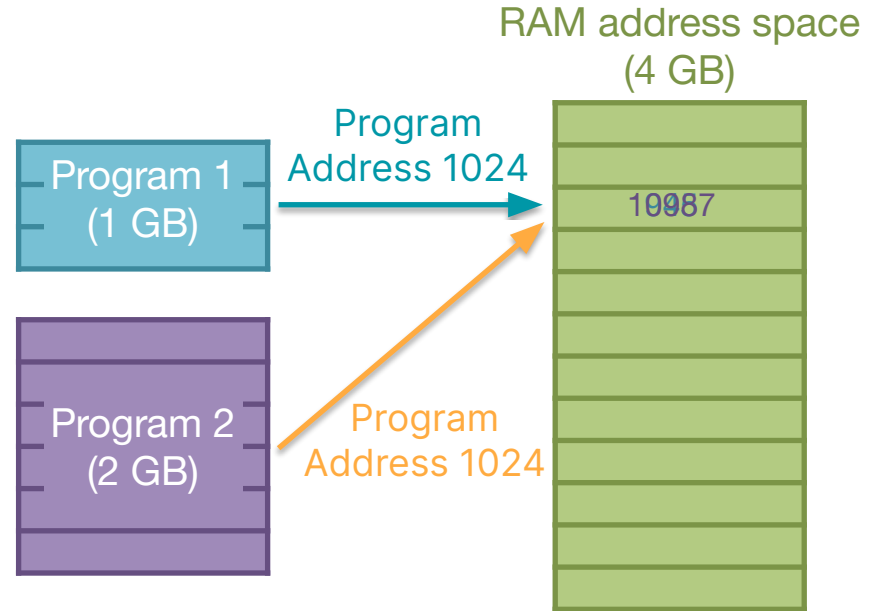 RAM address space
(4 GB)
Program
Address 1024
Program 1
(1 GB)
Program 2
(2 GB)
Program
Address 1024